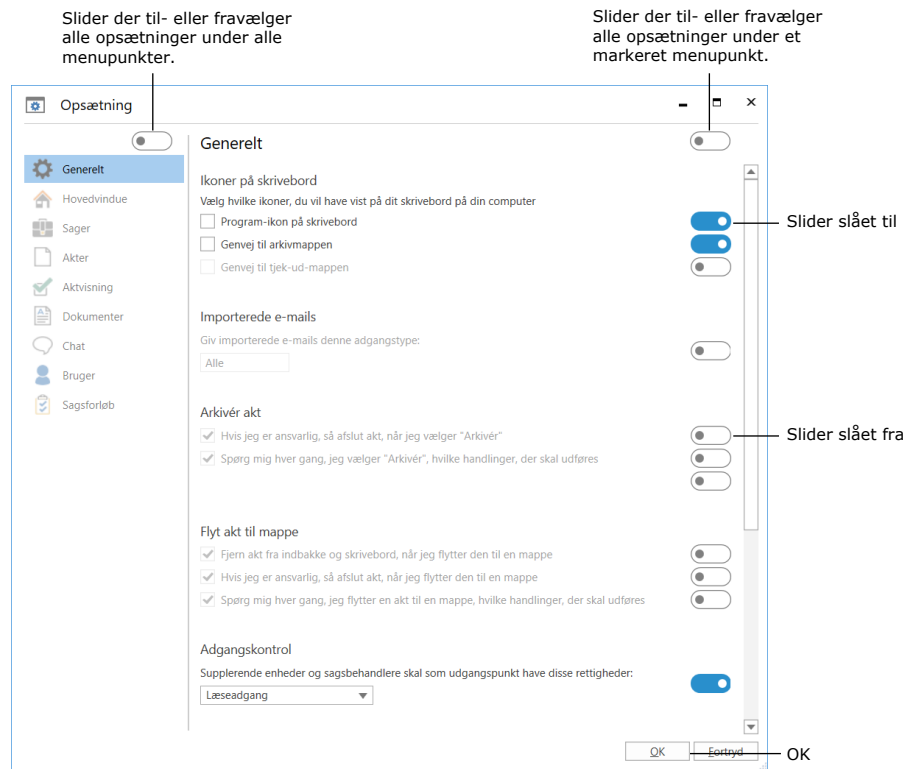 Slider der til- eller fravælger
alle opsætninger under alle
menupunkter.
Slider der til- eller fravælger
alle opsætninger under et
markeret menupunkt.
Opsætning
Generelt
Generelt
Hovedvindue
Sager
Akter
Aktvisning
Dokumenter
Chat
Bruger
Sagsforløb
Ikoner på skrivebord
Vælg hvilke ikoner, du vil have vist på dit skrivebord på din computer
Program-ikon på skrivebord
Slider slået til
Genvej til arkivmappen
Genvej til tjek-ud-mappen
Importerede e-mails
Giv importerede e-mails denne adgangstype:
Alle
Arkivér akt
Hvis jeg er ansvarlig, så afslut akt, når jeg vælger "Arkivér"
Slider slået fra
Spørg mig hver gang, jeg vælger "Arkivér", hvilke handlinger, der skal udføres
Flyt akt til mappe
Fjern akt fra indbakke og skrivebord, når jeg flytter den til en mappe
Hvis jeg er ansvarlig, så afslut akt, når jeg flytter den til en mappe
Spørg mig hver gang, jeg flytter en akt til en mappe, hvilke handlinger, der skal udføres
Adgangskontrol
Supplerende enheder og sagsbehandlere skal som udgangspunkt have disse rettigheder:
Læseadgang
OK
Fortryd
OK